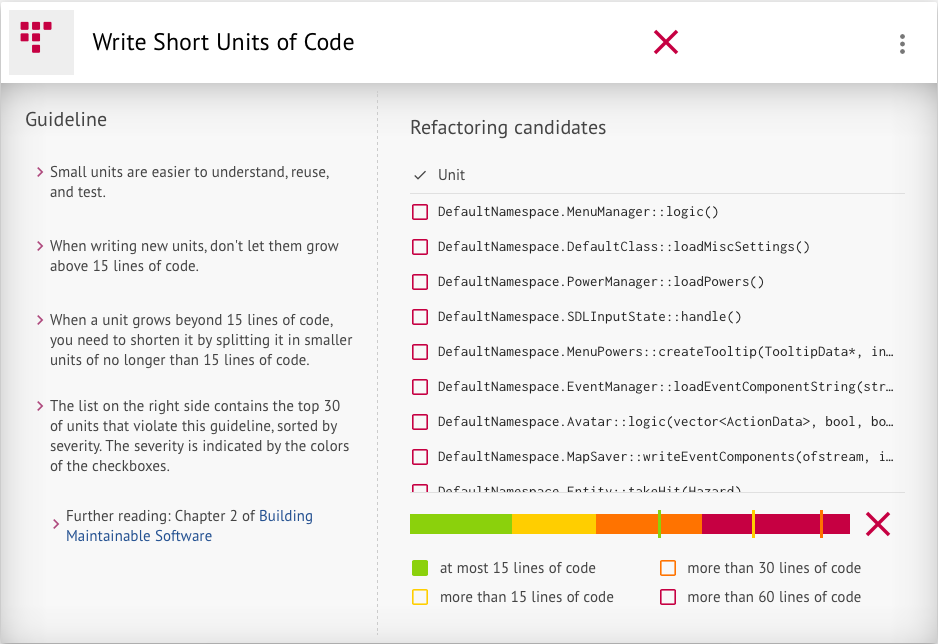 Write Short Units of Code
Guideline
Small units are easier to understand, reuse,
and test.
When writing new units, don't let them grow
above 15 lines of code.
When a unit grows beyond 15 lines of code,
you need to shorten it by splitting it in smaller
units of no longer than 15 lines of code.
The list on the right side contains the top 30
of units that violate this guideline, sorted by
severity. The severity is indicated by the colors
of the checkboxes.
Further reading: Chapter 2 of Building
Maintainable Software
Refactoring candidates
Unit
DefaultNamespace.MenuManager::logic()
DefaultNamespace.DefaultClass::loadMiscSettings()
DefaultNamespace.PowerManager::loadPowers()
DefaultNamespace.SDLInputState::handle()
DefaultNamespace.MenuPowers::createTooltip(TooltipData*, in…
DefaultNamespace.EventManager::loadEventComponentString(str…
DefaultNamespace.Avatar::logic(vector<ActionData>, bool, bo…
DefaultNamespace.MapSaver::writeEventComponents(ofstream, i…
DefaultNamespace.Entity::takeHit(Hazard)
at most 15 lines of code
more than 30 lines of code
more than 15 lines of code
more than 60 lines of code